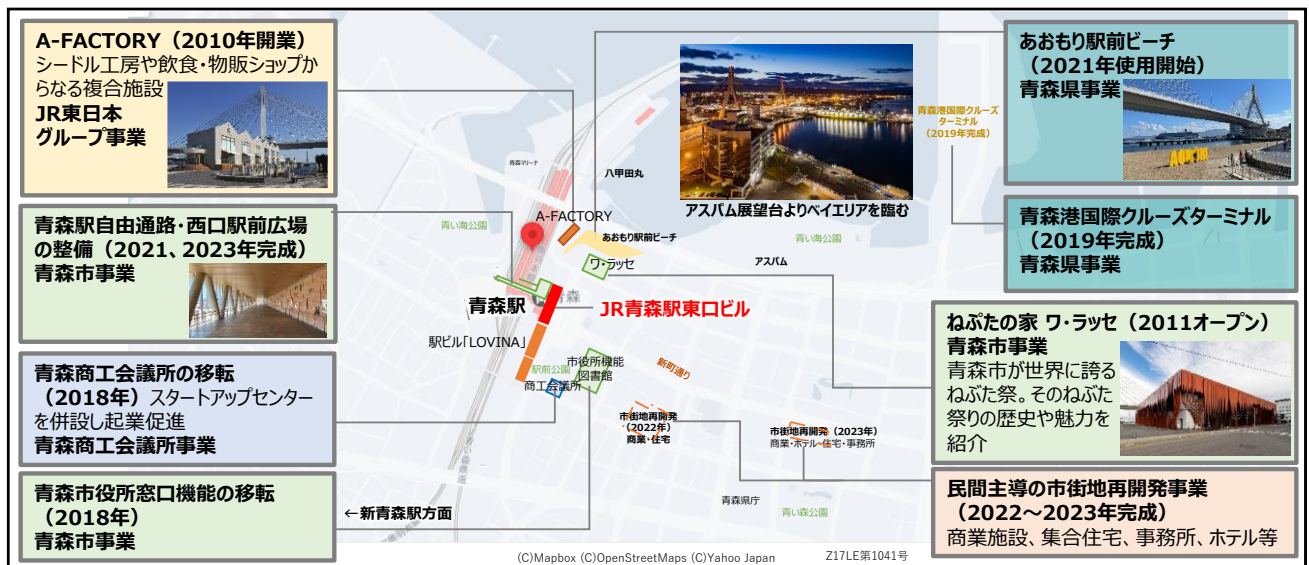 A-FACTORY（2010年開業）
シードル工房や飲食・物販ショップか
らなる複合施設
JR東日本
グループ事業
青森駅自由通路・西口駅前広場
の整備（2021、2023年完成）
青森市事業
青森商工会議所の移転
（2018年）スタートアップセンター
を併設し起業促進
青森商工会議所事業
青森市役所窓口機能の移転
（2018年）
青森市事業
青森マリーナ
八甲田丸
A-FACTORY
青い海公園
あおもり駅前ビーチ
ワ・ラッセ
アスパム
青い海公園
アスパム展望台よりベイエリアを臨む
青森港国際クルーズ
ターミナル
（2019年完成）
青森駅
青森
JR青森駅東口ビル
駅ビル「LOVINA」
駅前公園
市役所機能
図書館
商工会議所
新町通り
市街地再開発
（2022年）
商業・住宅
市街地再開発（2023年）
商業・ホテル・住宅・事務所
青森県庁
青い森公園
←新青森駅方面
(C)Mapbox (C)OpenStreetMaps (C)Yahoo Japan
Z17LE第1041号
あおもり駅前ビーチ
（2021年使用開始）
青森県事業
青森港国際クルーズターミナル
（2019年完成）
青森県事業
ねぶたの家 ワ・ラッセ（2011オープン）
青森市事業
青森市が世界に誇る
ねぶた祭。そのねぶた
祭りの歴史や魅力を
紹介
民間主導の市街地再開発事業
（2022～2023年完成）
商業施設、集合住宅、事務所、ホテル等